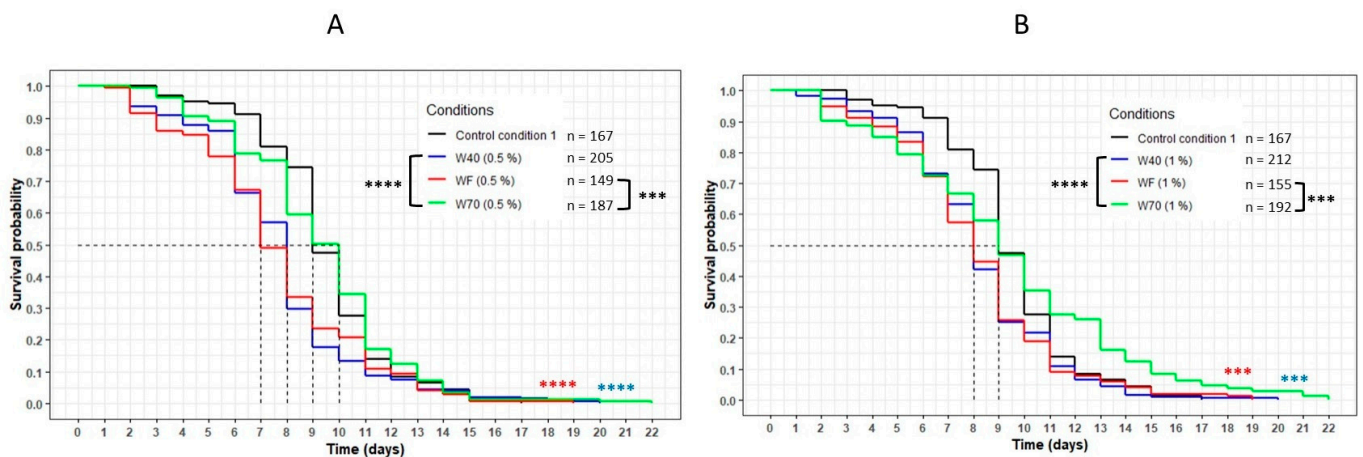 A
B
Conditions
Control condition 1 n = 167
W40 (0.5 %) n = 205
WF (0.5 %) n = 149
W70 (0.5 %) n = 187
****
***
**** ****
Survival probability
1.0
0.9
0.8
0.7
0.6
0.5
0.4
0.3
0.2
0.1
0.0
0 1 2 3 4 5 6 7 8 9 10 11 12 13 14 15 16 17 18 19 20 21 22
Time (days)
Conditions
Control condition 1 n = 167
W40 (1 %) n = 212
WF (1 %) n = 155
W70 (1 %) n = 192
****
***
*** ***
Survival probability
1.0
0.9
0.8
0.7
0.6
0.5
0.4
0.3
0.2
0.1
0.0
0 1 2 3 4 5 6 7 8 9 10 11 12 13 14 15 16 17 18 19 20 21 22
Time (days)